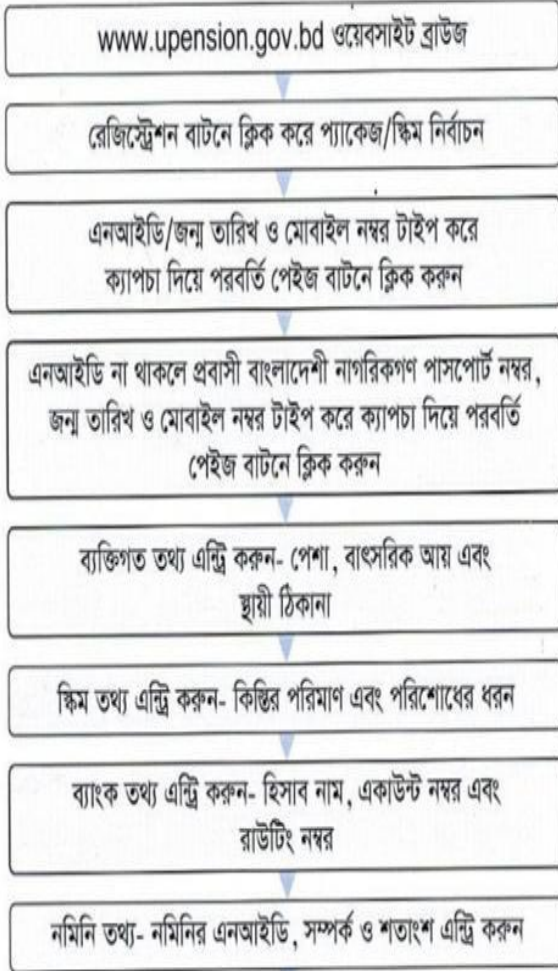 www.upension.gov.bd ওয়েবসাইট ব্রাউজ
রেজিস্ট্রেশন বাটনে ক্লিক করে প্যাকেজ/স্কিম নির্বাচন
এনআইডি/জন্ম তারিখ ও মোবাইল নম্বর টাইপ করে
ক্যাপচা দিয়ে পরবর্তি পেইজ বাটনে ক্লিক করুন
এনআইডি না থাকলে প্রবাসী বাংলাদেশী নাগরিকগণ পাসপোর্ট নম্বর,
জন্ম তারিখ ও মোবাইল নম্বর টাইপ করে ক্যাপচা দিয়ে পরবর্তি
পেইজ বাটনে ক্লিক করুন
ব্যক্তিগত তথ্য এন্ট্রি করুন- পেশা, বাৎসরিক আয় এবং
স্থায়ী ঠিকানা
স্কিম তথ্য এন্ট্রি করুন- কিস্তির পরিমাণ এবং পরিশোধের ধরন
ব্যাংক তথ্য এন্ট্রি করুন- হিসাব নাম, একাউন্ট নম্বর এবং
রাউটিং নম্বর
নমিনি তথ্য- নমিনির এনআইডি, সম্পর্ক ও শতাংশ এন্ট্রি করুন